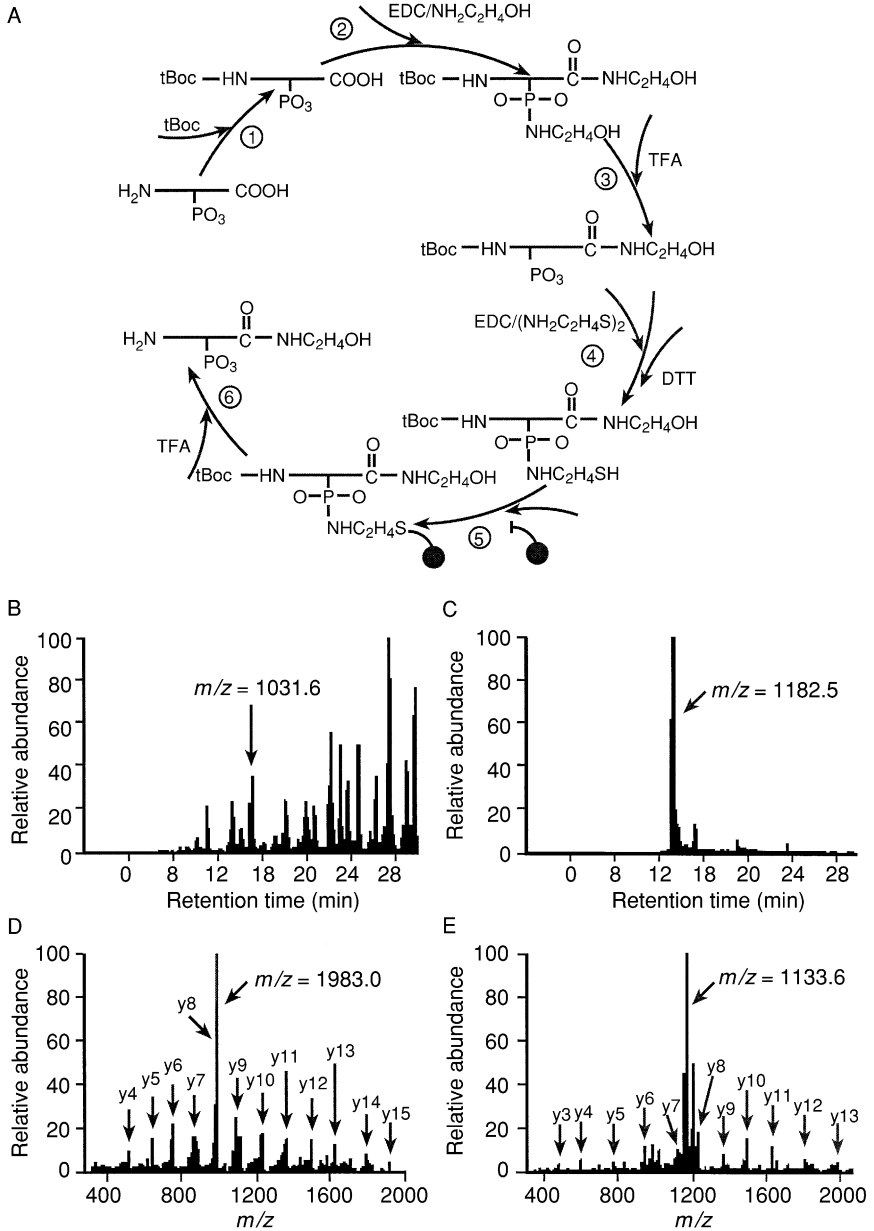 A
② EDC/NH2C2H4OH
tBoc HN COOH
PO3
tBoc HN C NHC2H4OH
O
O P O
NHC2H4OH
tBoc
①
H2N COOH
PO3
③ TFA
O
tBoc HN C NHC2H4OH
PO3
EDC/(NH2C2H4S)2
④
DTT
O
H2N C NHC2H4OH
PO3
⑥
TFA
O
tBoc HN C NHC2H4OH
O P O
NHC2H4SH
O
tBoc HN C NHC2H4OH
O P O
NHC2H4S
⑤
B
Relative abundance
100
80
60
40
20
0
m/z = 1031.6
0 8 12 16 20 24 28
Retention time (min)
C
Relative abundance
100
80
60
40
20
0
m/z = 1182.5
0 8 12 18 20 24 28
Retention time (min)
D
Relative abundance
100
80
60
40
20
0
m/z = 1983.0
y4 y5 y6 y7 y8 y9 y10 y11 y12 y13 y14 y15
400 800 1200 1600 2000
m/z
E
Relative abundance
100
80
60
40
20
0
m/z = 1133.6
y3 y4 y5 y6 y7 y8 y9 y10 y11 y12 y13
400 800 1200 1600 2000
m/z